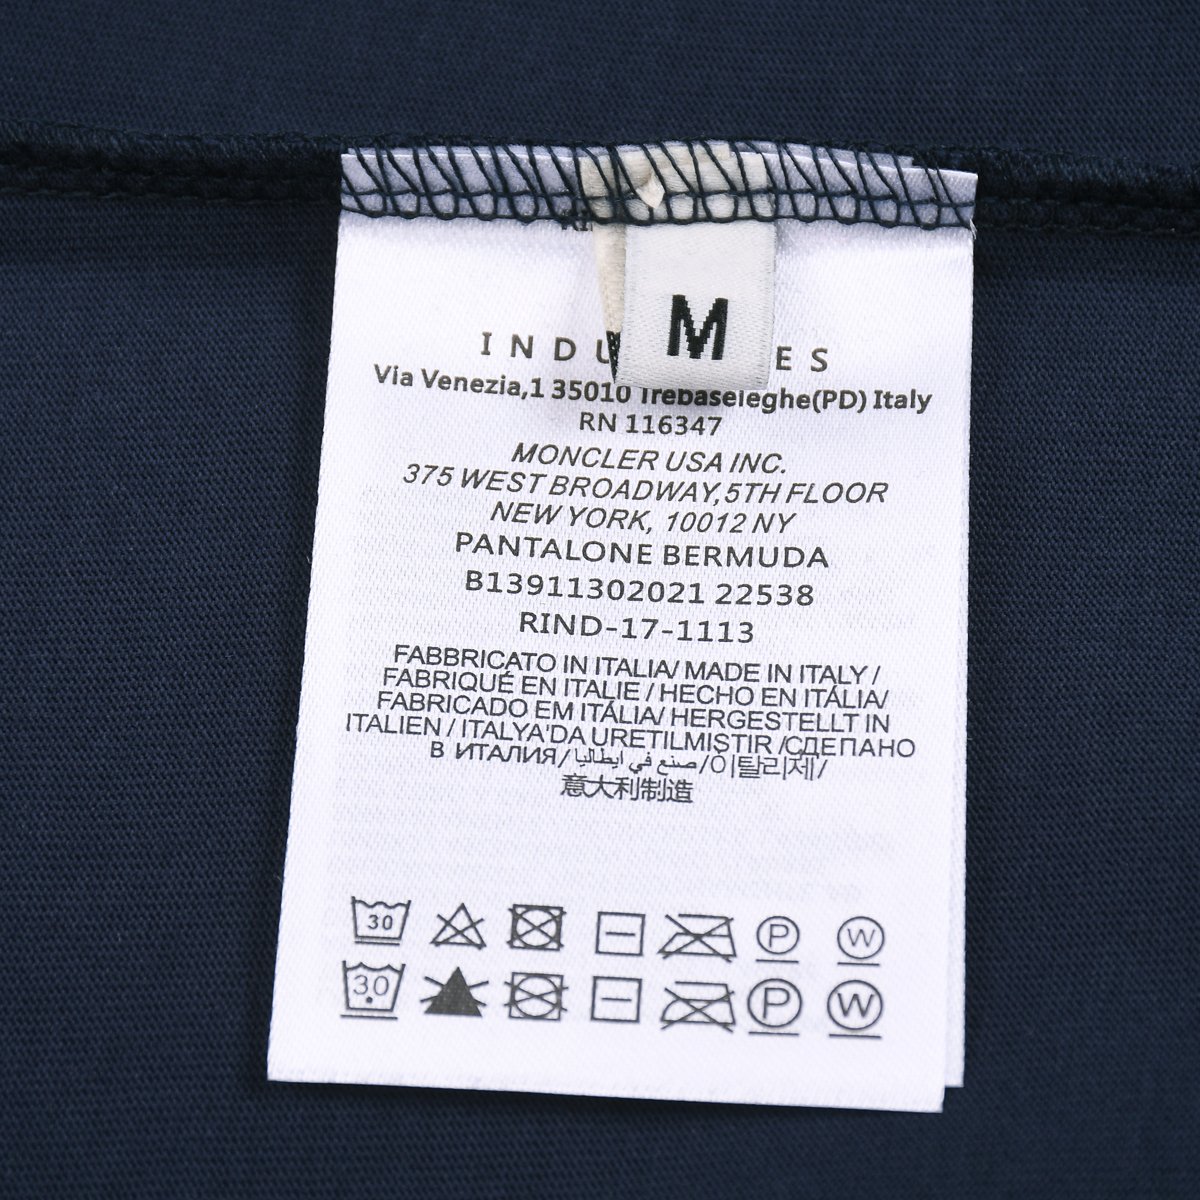 M
Via Venezia,1 35010 Trebaseleghe(PD) Italy
RN 116347
MONCLER USA INC.
375 WEST BROADWAY,5TH FLOOR
NEW YORK, 10012 NY
PANTALONE BERMUDA
B13911302021 22538
RIND-17-1113
FABBRICATO IN ITALIA/ MADE IN ITALY /
FABRIQUÉ EN ITALIE / HECHO EN ITÁLIA/
FABRICADO EM ITÁLIA/ HERGESTELLT IN
ITALIEN / ITALYA'DA URETILMISTIR /СДЕПАНО
В ИТАЛИЯ/صنع في ايطاليا/이탈리제/
意大利制造
30 P W
30 P W